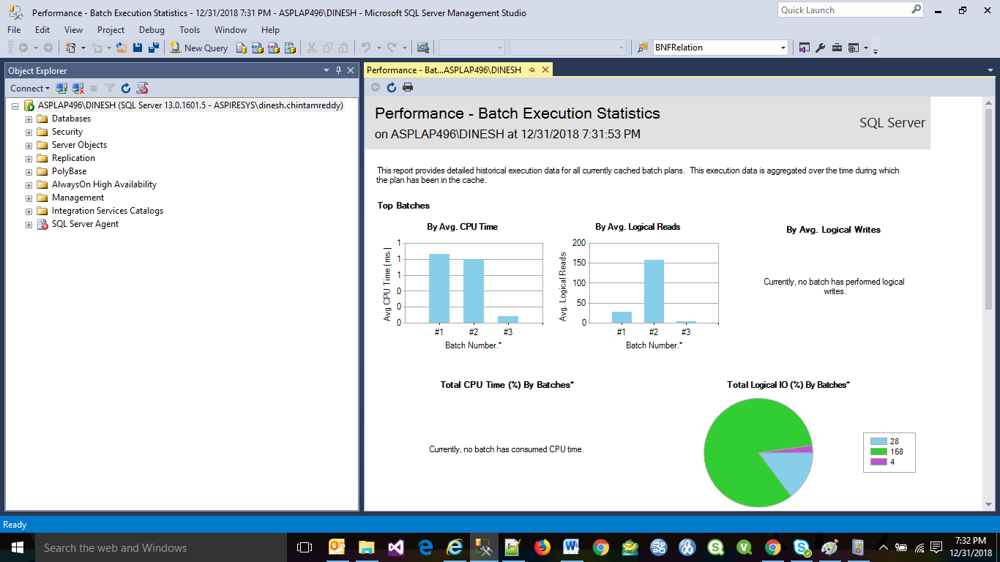 Performance - Batch Execution Statistics - 12/31/2018 7:31 PM - ASPLAP496\DINESH - Microsoft SQL Server Management Studio
Quick Launch
File Edit View Project Debug Tools Window Help
New Query
BNFRelation
Object Explorer
Connect
ASPLAP496\DINESH (SQL Server 13.0.1601.5 - ASPIRESYS\dinesh.chintamreddy)
Databases
Security
Server Objects
Replication
PolyBase
AlwaysOn High Availability
Management
Integration Services Catalogs
SQL Server Agent
Performance - Bat...ASPLAP496\DINESH
Performance - Batch Execution Statistics
on ASPLAP496\DINESH at 12/31/2018 7:31:53 PM
SQL Server
This report provides detailed historical execution data for all currently cached batch plans. This execution data is aggregated over the time during which
the plan has been in the cache.
Top Batches
By Avg. CPU Time
Avg CPU Time (ms.)
1
1
1
0
0
0
#1 #2 #3
Batch Number.*
By Avg. Logical Reads
Avg. Logical Reads
200
150
100
50
0
#1 #2 #3
Batch Number.*
By Avg. Logical Writes
Currently, no batch has performed logical
writes.
Total CPU Time (%) By Batches*
Currently, no batch has consumed CPU time.
Total Logical IO (%) By Batches*
28
158
4
Ready
Search the web and Windows
7:32 PM
12/31/2018